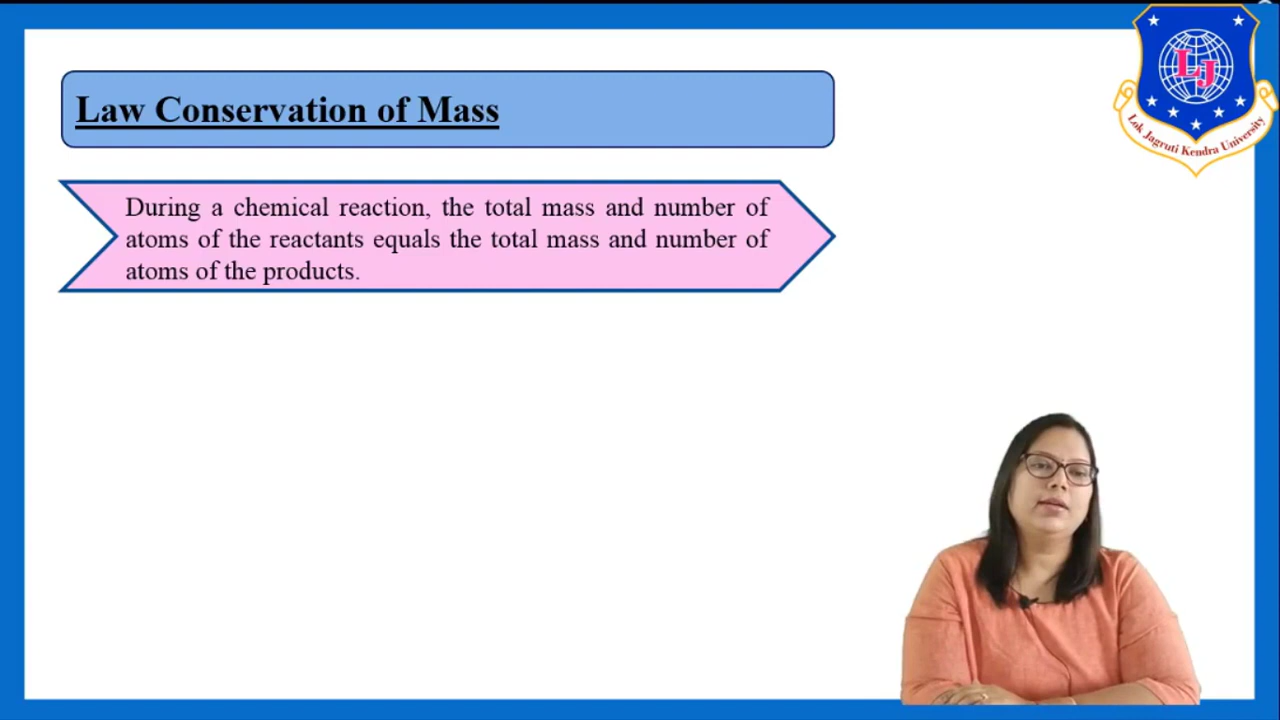 Law Conservation of Mass
During a chemical reaction, the total mass and number of
atoms of the reactants equals the total mass and number of
atoms of the products.
LJ
Lok Jagruti Kendra University